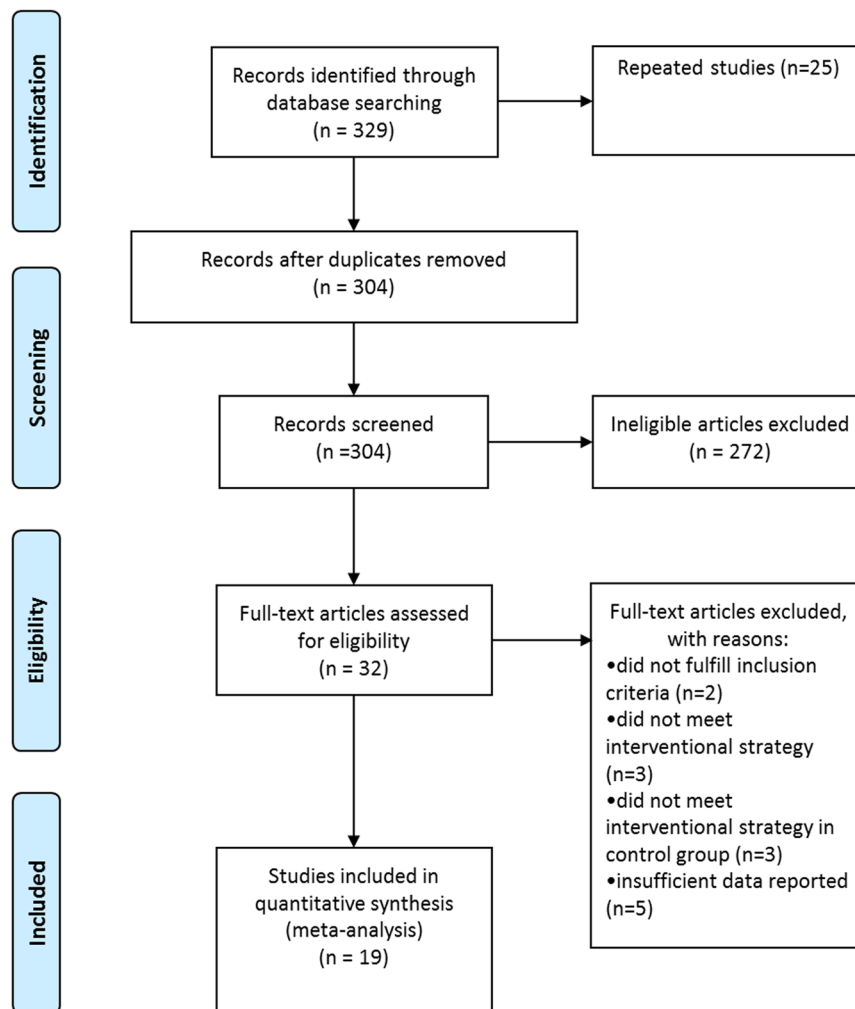 Identification
Records identified through
database searching
(n = 329)
Repeated studies (n=25)
Records after duplicates removed
(n = 304)
Screening
Records screened
(n =304)
Ineligible articles excluded
(n = 272)
Eligibility
Full-text articles assessed
for eligibility
(n = 32)
Full-text articles excluded,
with reasons:
•did not fulfill inclusion
criteria (n=2)
•did not meet
interventional strategy
(n=3)
•did not meet
interventional strategy in
control group (n=3)
•insufficient data reported
(n=5)
Included
Studies included in
quantitative synthesis
(meta-analysis)
(n = 19)